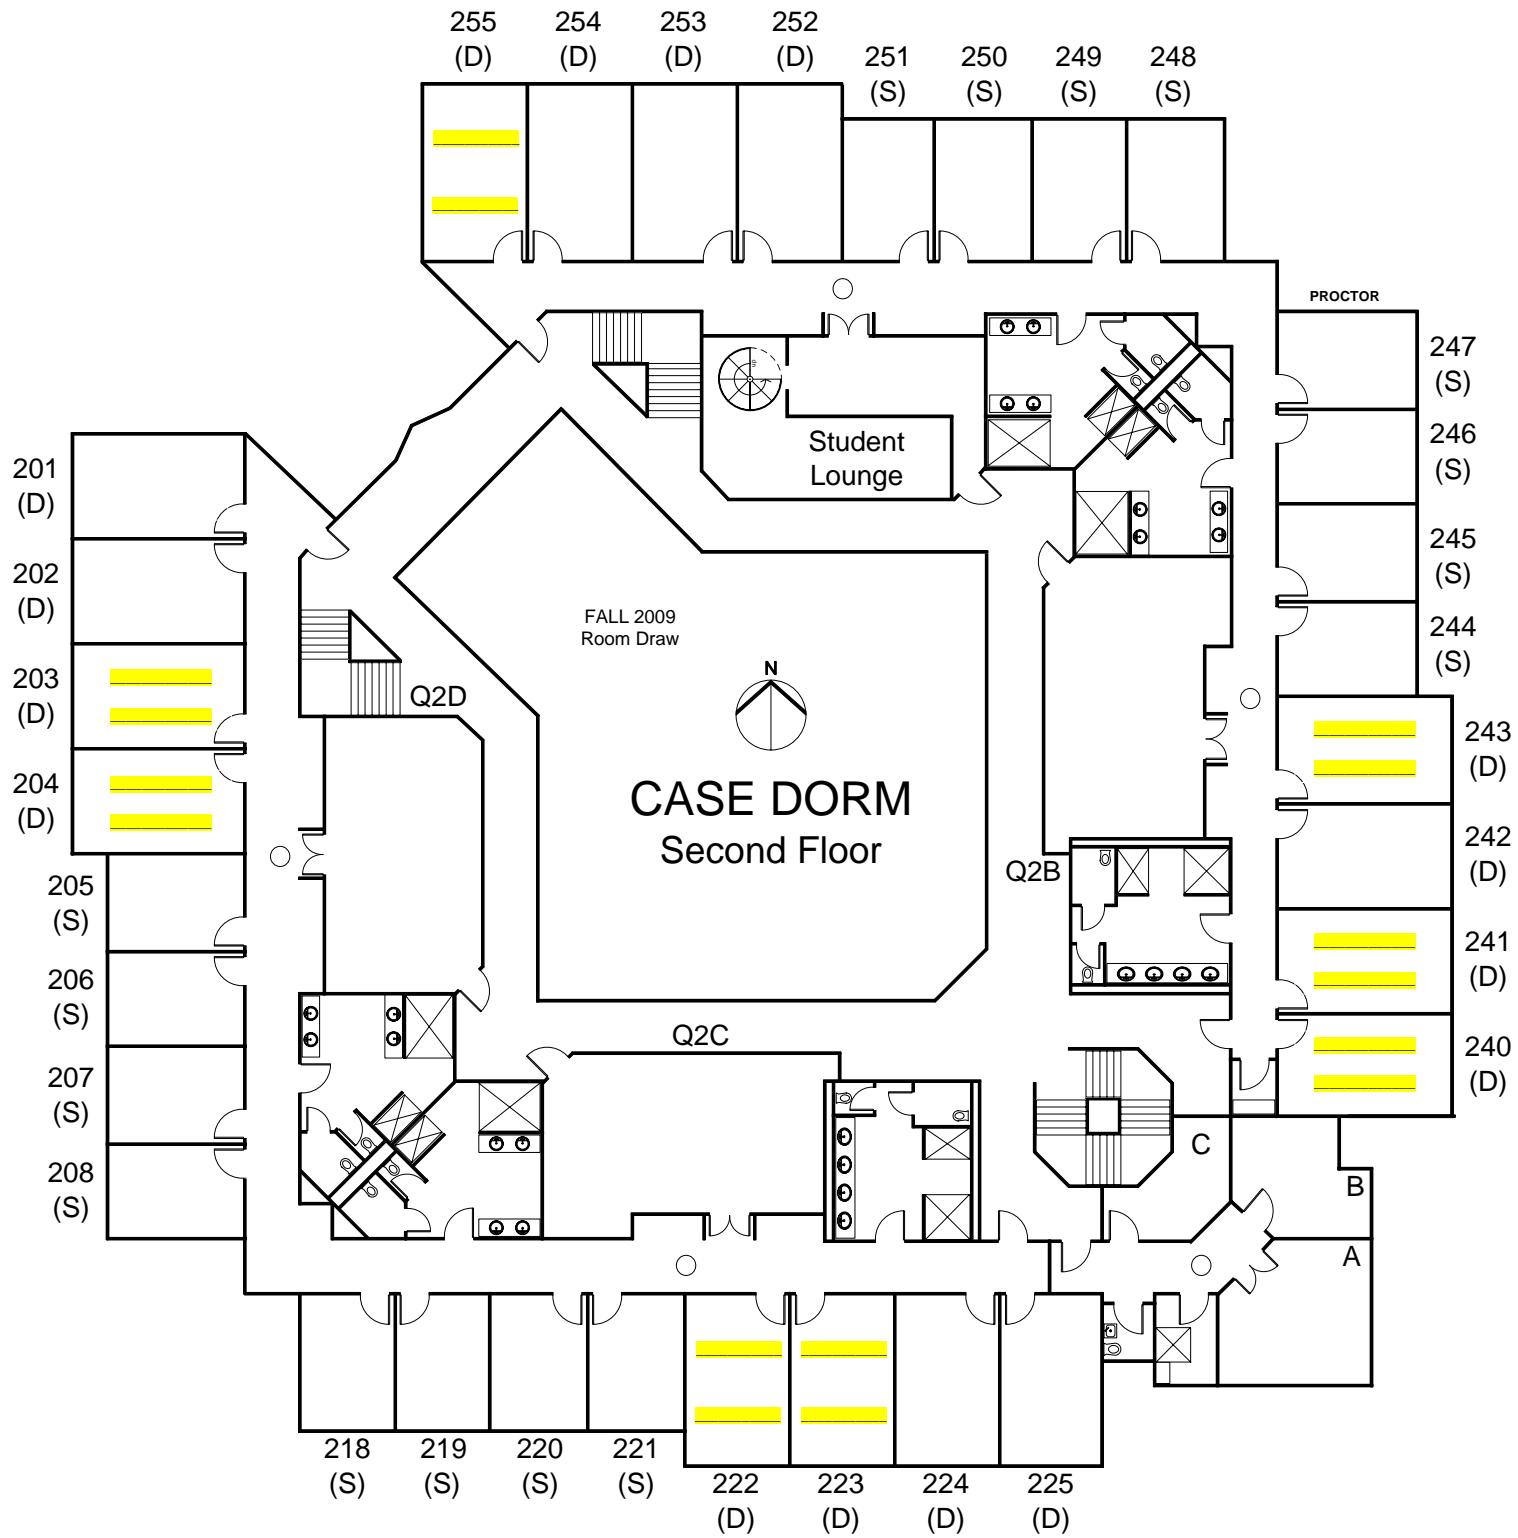 255
(D)
254
(D)
253
(D)
252
(D)
251
(S)
250
(S)
249
(S)
248
(S)
PROCTOR
247
(S)
246
(S)
245
(S)
244
(S)
243
(D)
242
(D)
241
(D)
240
(D)
201
(D)
202
(D)
203
(D)
204
(D)
205
(S)
206
(S)
207
(S)
208
(S)
Student
Lounge
FALL 2009
Room Draw
N
CASE DORM
Second Floor
Q2D
Q2B
Q2C
C
B
A
218
(S)
219
(S)
220
(S)
221
(S)
222
(D)
223
(D)
224
(D)
225
(D)